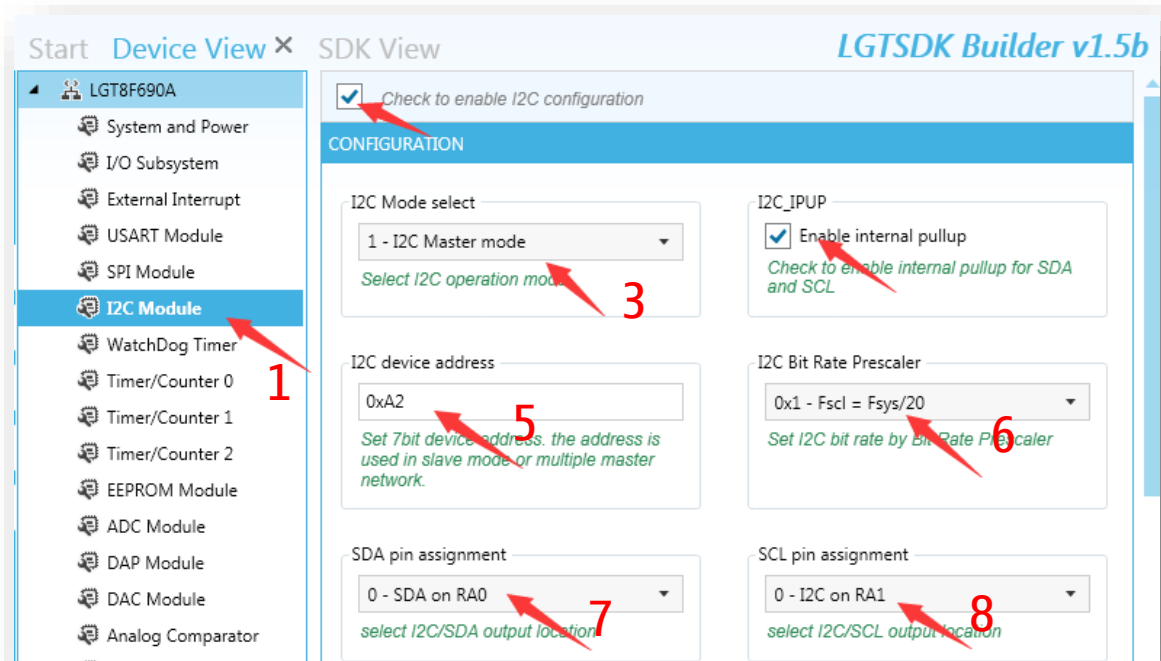 Start Device View × SDK View LGTSDK Builder v1.5b
LGT8F690A
System and Power
I/O Subsystem
External Interrupt
USART Module
SPI Module
I2C Module
WatchDog Timer
Timer/Counter 0
Timer/Counter 1
Timer/Counter 2
EEPROM Module
ADC Module
DAP Module
DAC Module
Analog Comparator
1
Check to enable I2C configuration
CONFIGURATION
I2C Mode select
1 - I2C Master mode
Select I2C operation mode
3
I2C_IPUP
Enable internal pullup
Check to enable internal pullup for SDA
and SCL
I2C device address
0xA2
5
Set 7bit device address. the address is
used in slave mode or multiple master
network.
I2C Bit Rate Prescaler
0x1 - Fscl = Fsys/20
6
Set I2C bit rate by Bit Rate Prescaler
SDA pin assignment
0 - SDA on RA0
7
select I2C/SDA output location
SCL pin assignment
0 - I2C on RA1
8
select I2C/SCL output location